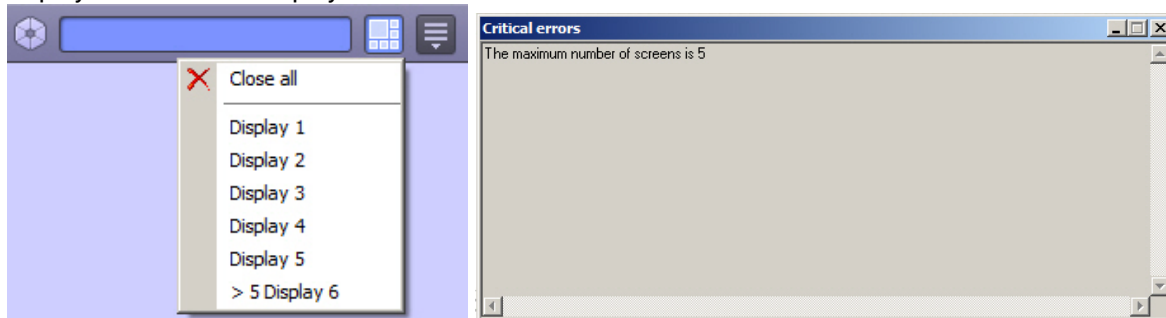 Close all
Display 1
Display 2
Display 3
Display 4
Display 5
> 5 Display 6
Critical errors
The maximum number of screens is 5